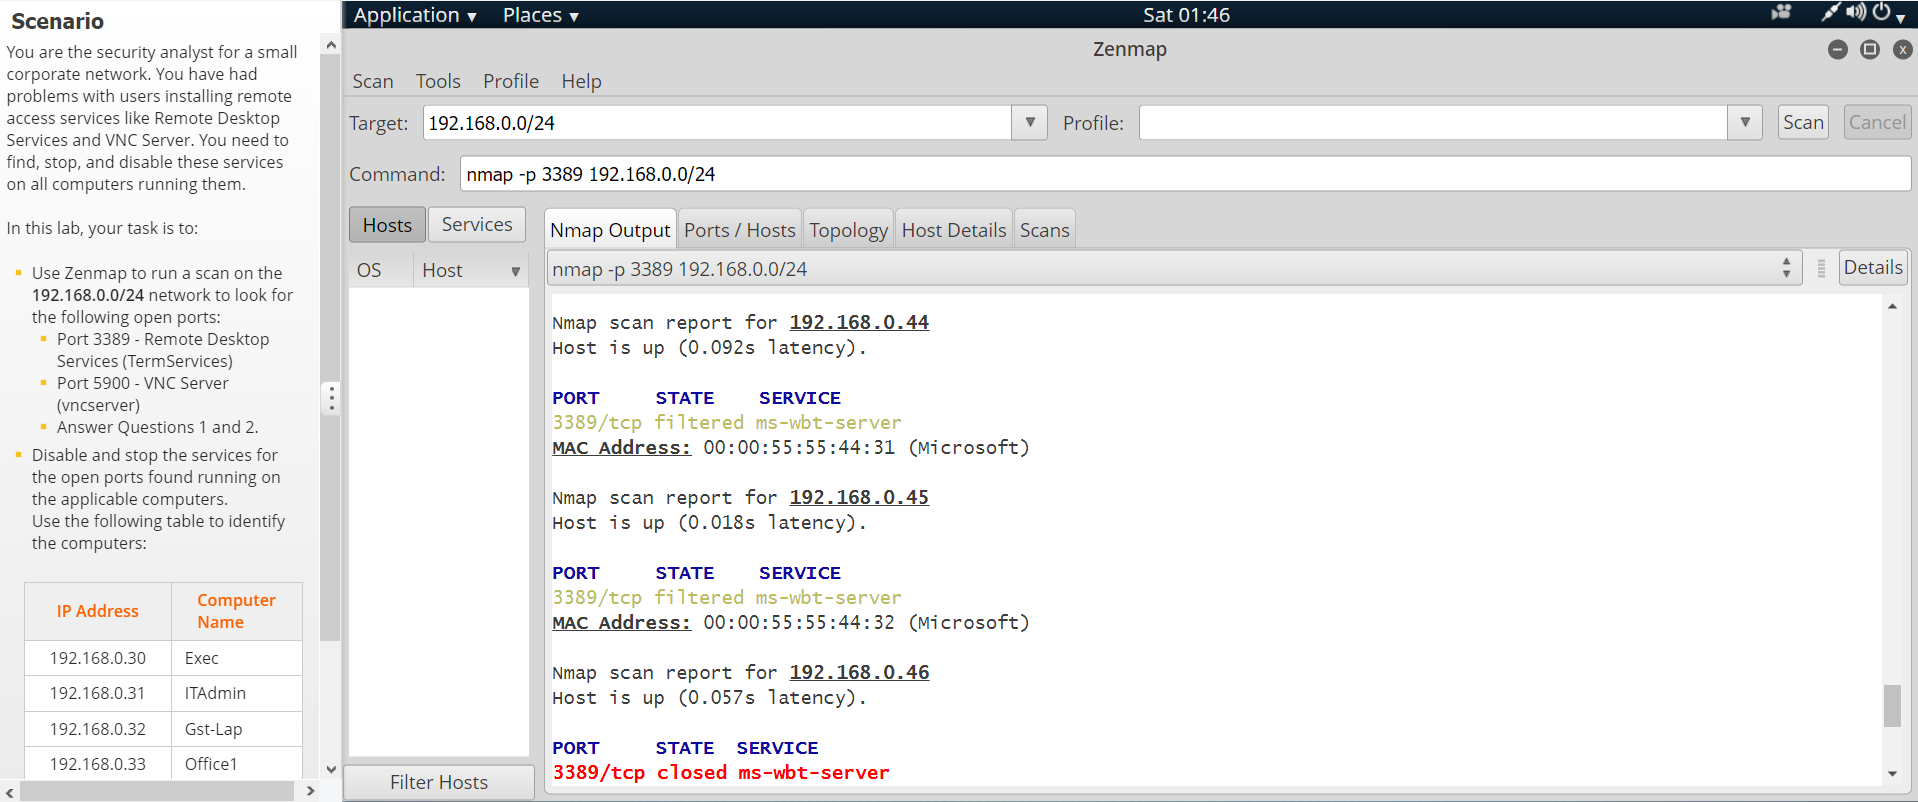 Scenario
You are the security analyst for a small
corporate network. You have had
problems with users installing remote
access services like Remote Desktop
Services and VNC Server. You need to
find, stop, and disable these services
on all computers running them.
In this lab, your task is to:
Use Zenmap to run a scan on the
192.168.0.0/24 network to look for
the following open ports:
Port 3389 - Remote Desktop
Services (TermServices)
Port 5900 - VNC Server
(vncserver)
Answer Questions 1 and 2.
Disable and stop the services for
the open ports found running on
the applicable computers.
Use the following table to identify
the computers:
IP Address Computer Name
192.168.0.30 Exec
192.168.0.31 ITAdmin
192.168.0.32 Gst-Lap
192.168.0.33 Office1
Application Places Sat 01:46
Zenmap
Scan Tools Profile Help
Target: 192.168.0.0/24 Profile: Scan Cancel
Command: nmap -p 3389 192.168.0.0/24
Hosts Services
OS Host
Filter Hosts
Nmap Output Ports / Hosts Topology Host Details Scans
nmap -p 3389 192.168.0.0/24 Details
Nmap scan report for 192.168.0.44
Host is up (0.092s latency).
PORT STATE SERVICE
3389/tcp filtered ms-wbt-server
MAC Address: 00:00:55:55:44:31 (Microsoft)
Nmap scan report for 192.168.0.45
Host is up (0.018s latency).
PORT STATE SERVICE
3389/tcp filtered ms-wbt-server
MAC Address: 00:00:55:55:44:32 (Microsoft)
Nmap scan report for 192.168.0.46
Host is up (0.057s latency).
PORT STATE SERVICE
3389/tcp closed ms-wbt-server